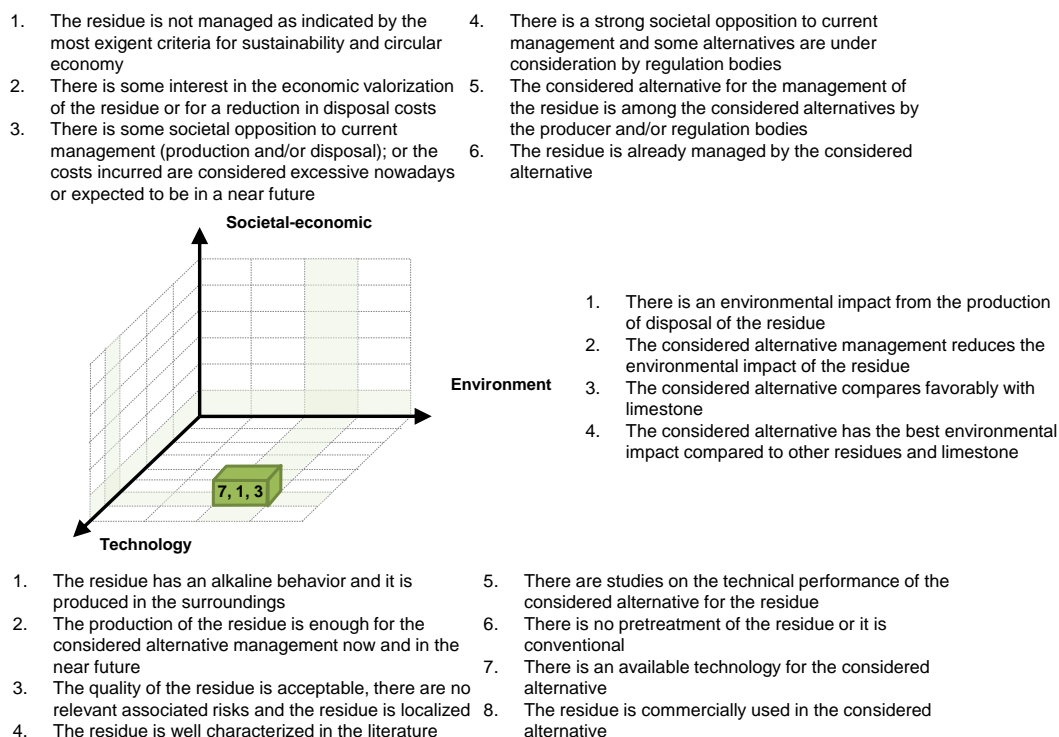 1. The residue is not managed as indicated by the
most exigent criteria for sustainability and circular
economy
2. There is some interest in the economic valorization
of the residue or for a reduction in disposal costs
3. There is some societal opposition to current
management (production and/or disposal); or the
costs incurred are considered excessive nowadays
or expected to be in a near future
4. There is a strong societal opposition to current
management and some alternatives are under
consideration by regulation bodies
5. The considered alternative for the management of
the residue is among the considered alternatives by
the producer and/or regulation bodies
6. The residue is already managed by the considered
alternative
Societal-economic
Environment
7, 1, 3
Technology
1. There is an environmental impact from the production
of disposal of the residue
2. The considered alternative management reduces the
environmental impact of the residue
3. The considered alternative compares favorably with
limestone
4. The considered alternative has the best environmental
impact compared to other residues and limestone
1. The residue has an alkaline behavior and it is
produced in the surroundings
2. The production of the residue is enough for the
considered alternative management now and in the
near future
3. The quality of the residue is acceptable, there are no
relevant associated risks and the residue is localized
4. The residue is well characterized in the literature
5. There are studies on the technical performance of the
considered alternative for the residue
6. There is no pretreatment of the residue or it is
conventional
7. There is an available technology for the considered
alternative
8. The residue is commercially used in the considered
alternative